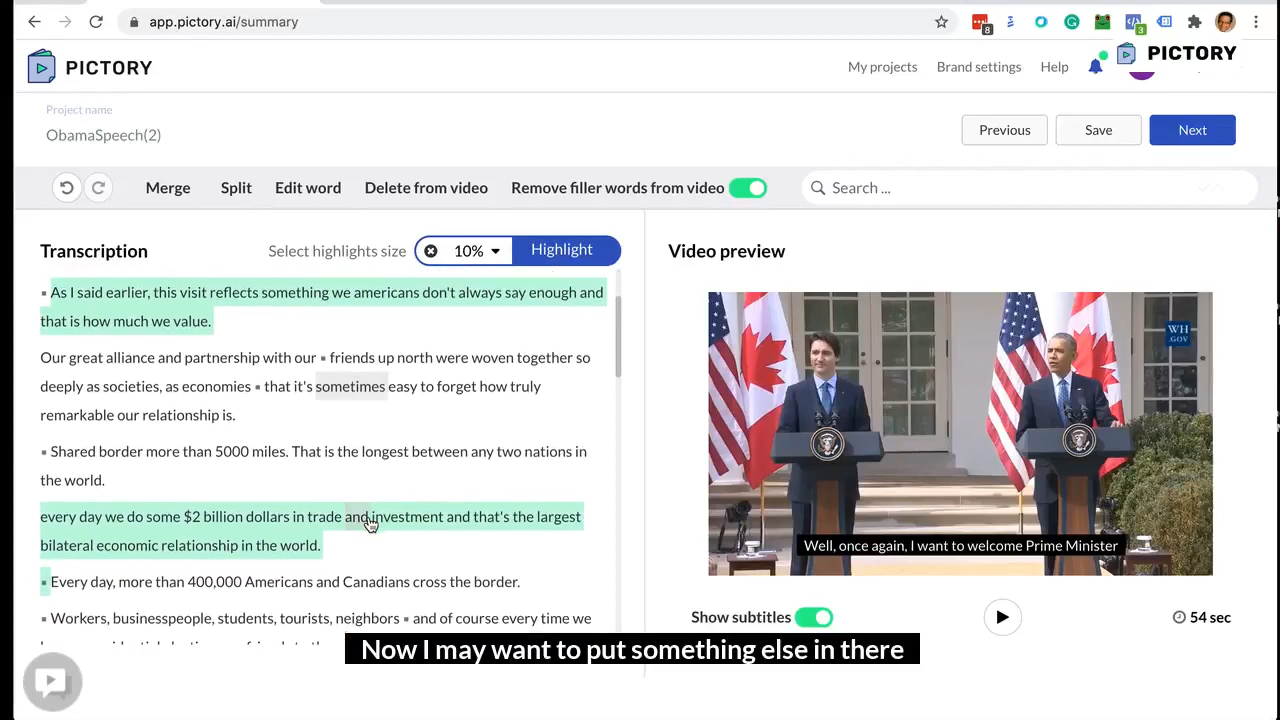 app.pictory.ai/summary
8
3
PICTORY
My projects
Brand settings
Help
PICTORY
Project name
ObamaSpeech(2)
Previous
Save
Next
Merge
Split
Edit word
Delete from video
Remove filler words from video
Search ...
Transcription
Select highlights size
10%
Highlight
As I said earlier, this visit reflects something we americans don't always say enough and
that is how much we value.
Our great alliance and partnership with our ▪ friends up north were woven together so
deeply as societies, as economies ▪ that it's sometimes easy to forget how truly
remarkable our relationship is.
▪ Shared border more than 5000 miles. That is the longest between any two nations in
the world.
every day we do some $2 billion dollars in trade and investment and that's the largest
bilateral economic relationship in the world.
▪ Every day, more than 400,000 Americans and Canadians cross the border.
▪ Workers, businesspeople, students, tourists, neighbors ▪ and of course every time we
Video preview
WH
.GOV
Well, once again, I want to welcome Prime Minister
Show subtitles
54 sec
Now I may want to put something else in there